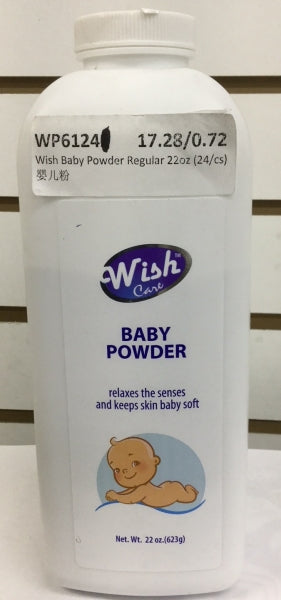 WP6124 17.28/0.72
Wish Baby Powder Regular 22oz (24/cs)
婴儿粉
Wish™
Care
BABY
POWDER
relaxes the senses
and keeps skin baby soft
Net. Wt. 22 oz.(623g)